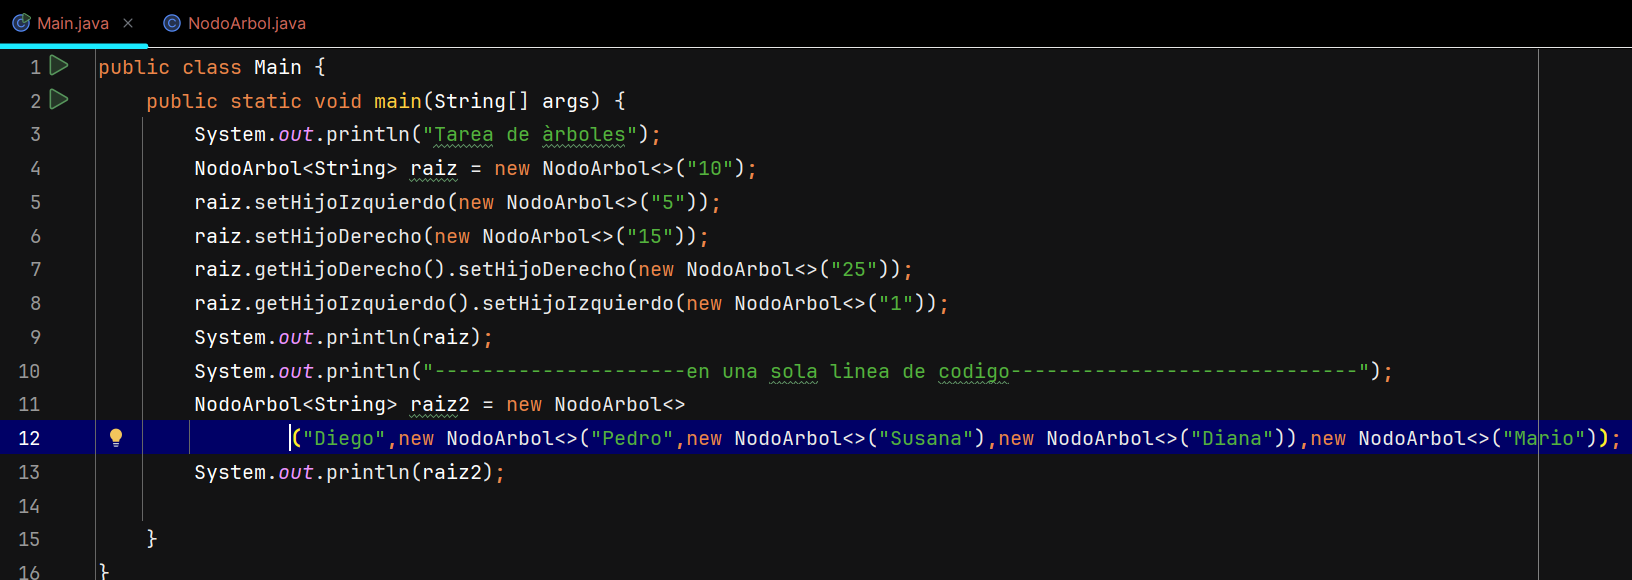 Main.java × NodoArbol.java
1 public class Main {
2 public static void main(String[] args) {
3 System.out.println("Tarea de àrboles");
4 NodoArbol<String> raiz = new NodoArbol<>("10");
5 raiz.setHijoIzquierdo(new NodoArbol<>("5"));
6 raiz.setHijoDerecho(new NodoArbol<>("15"));
7 raiz.getHijoDerecho().setHijoDerecho(new NodoArbol<>("25"));
8 raiz.getHijoIzquierdo().setHijoIzquierdo(new NodoArbol<>("1"));
9 System.out.println(raiz);
10 System.out.println("---------------------en una sola linea de codigo-----------------------------");
11 NodoArbol<String> raiz2 = new NodoArbol<>
12 ("Diego",new NodoArbol<>("Pedro",new NodoArbol<>("Susana"),new NodoArbol<>("Diana")),new NodoArbol<>("Mario"));
13 System.out.println(raiz2);
14
15 }
16 }